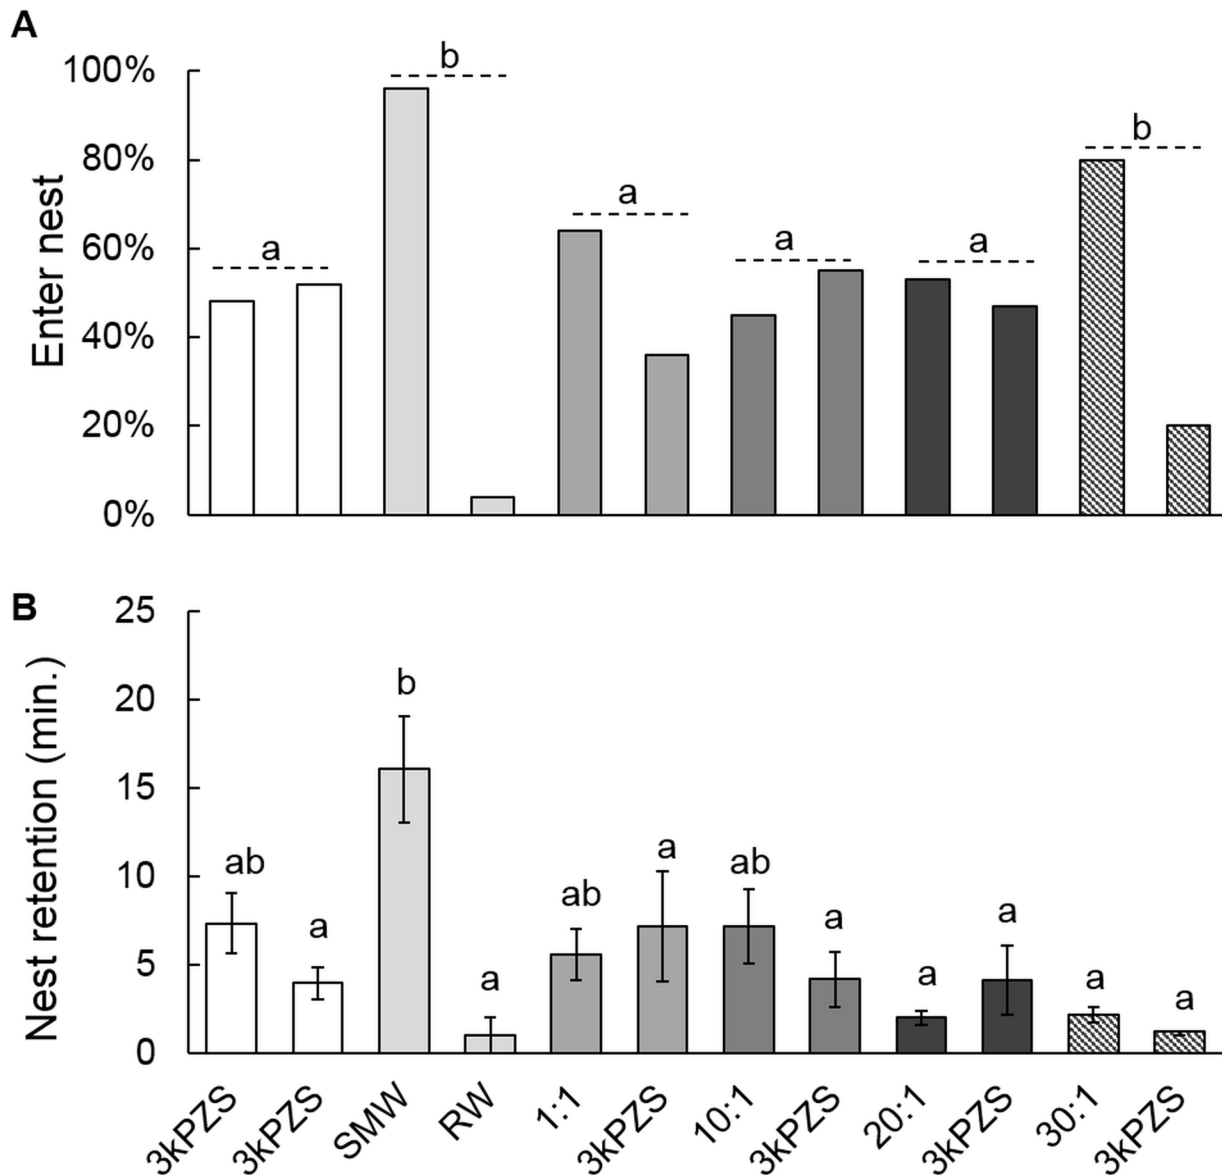 A
100%
80%
60%
40%
20%
0%
Enter nest
a
b
a
a
a
b
B
25
20
15
10
5
0
Nest retention (min.)
ab
a
b
a
ab
a
ab
a
a
a
a
a
3kPZS
3kPZS
SMW
RW
1:1
3kPZS
10:1
3kPZS
20:1
3kPZS
30:1
3kPZS